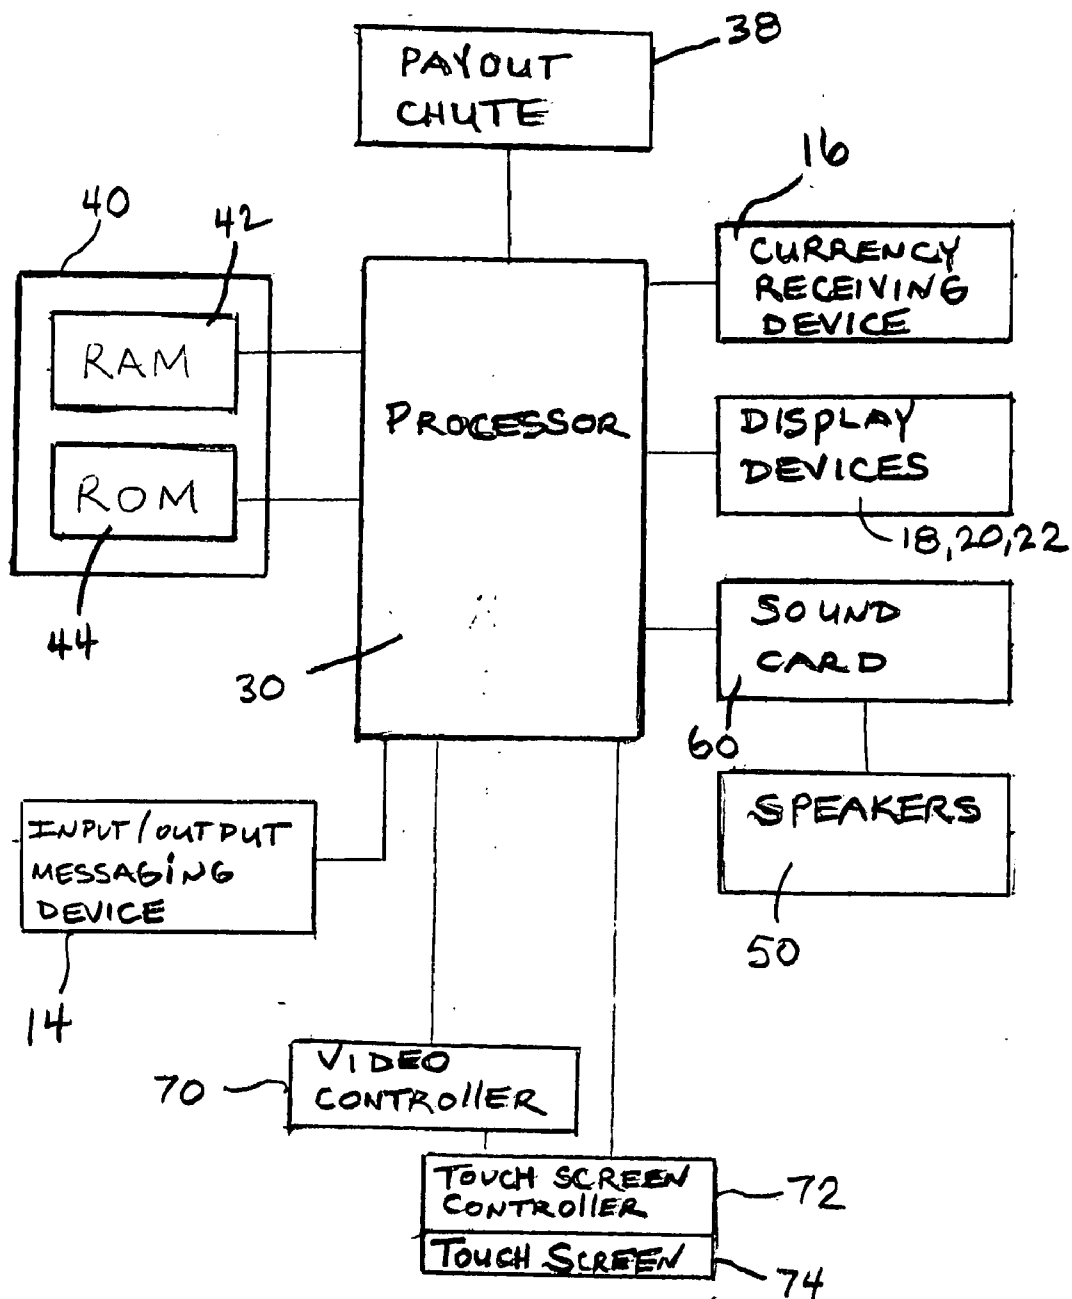 PAYOUT
CHUTE
38
16
CURRENCY
RECEIVING
DEVICE
40
42
RAM
ROM
44
PROCESSOR
30
DISPLAY
DEVICES
18,20,22
SOUND
CARD
60
SPEAKERS
50
INPUT/OUTPUT
MESSAGING
DEVICE
14
VIDEO
CONTROllER
70
TOUCH SCREEN
CONTROllER
72
TOUCH SCREEN
74